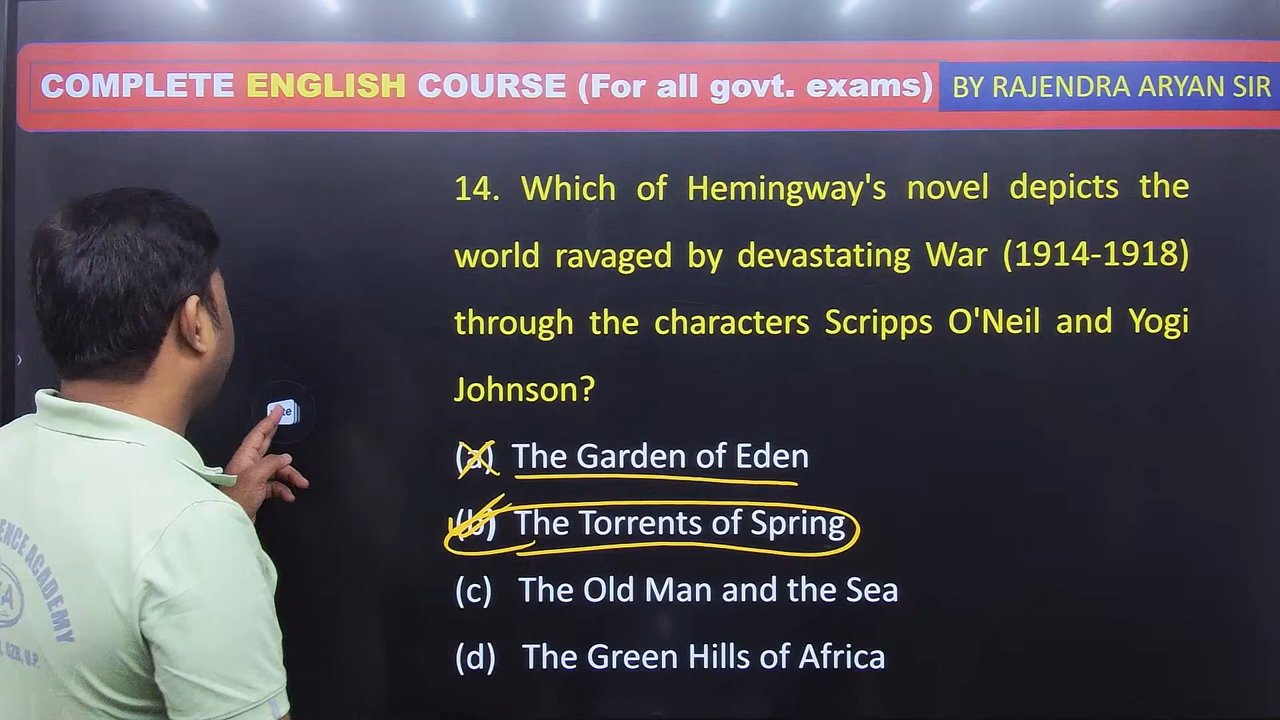 COMPLETE ENGLISH COURSE (For all govt. exams) BY RAJENDRA ARYAN SIR
14. Which of Hemingway's novel depicts the
world ravaged by devastating War (1914-1918)
through the characters Scripps O'Neil and Yogi
Johnson?
(a) The Garden of Eden
(b) The Torrents of Spring
(c) The Old Man and the Sea
(d) The Green Hills of Africa
ACADEMY